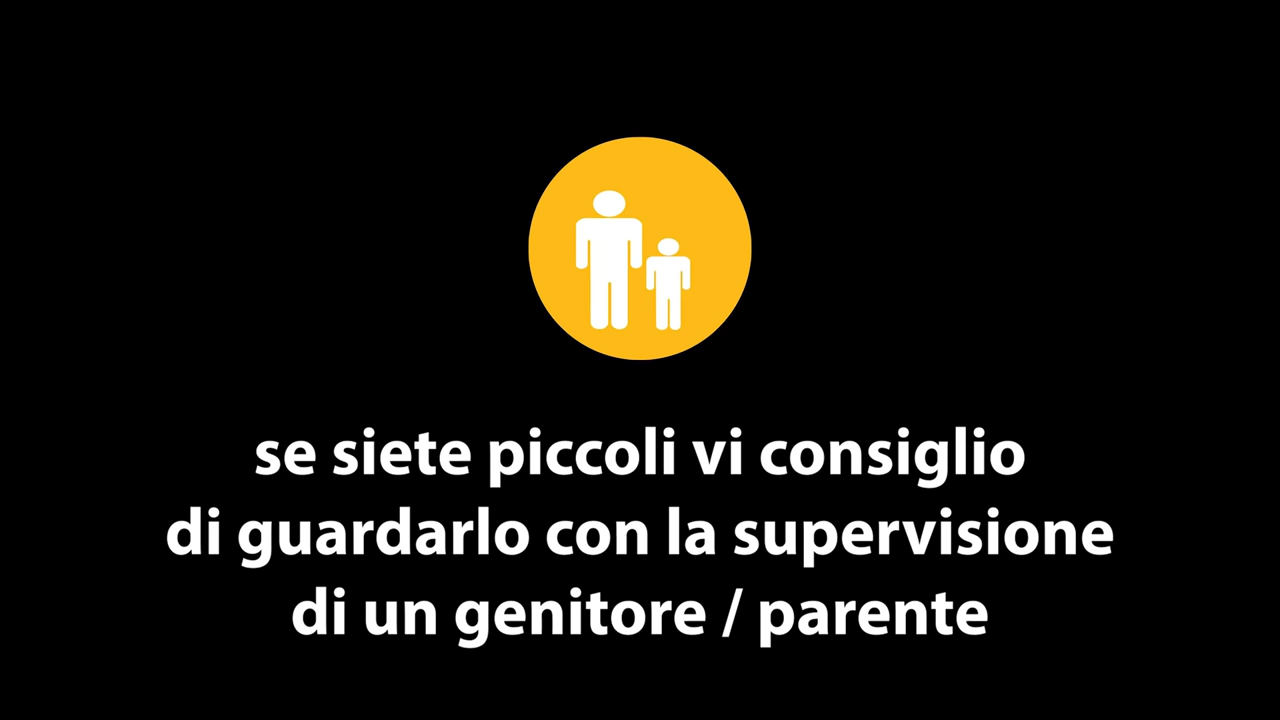 se siete piccoli vi consiglio
di guardarlo con la supervisione
di un genitore / parente